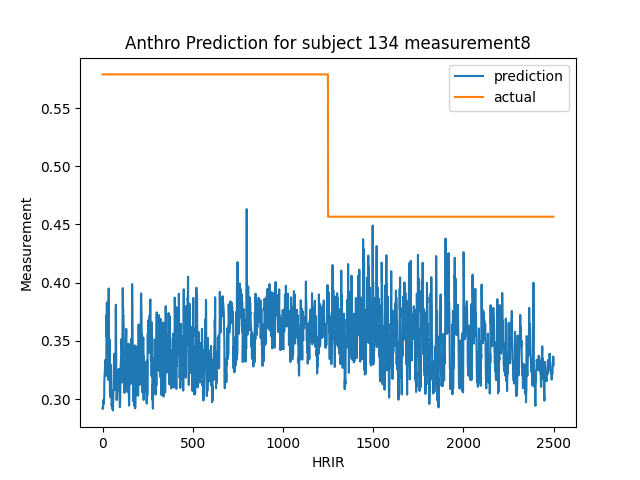 Anthro Prediction for subject 134 measurement8
prediction
actual
Measurement
0.55
0.50
0.45
0.40
0.35
0.30
0
500
1000
1500
2000
2500
HRIR